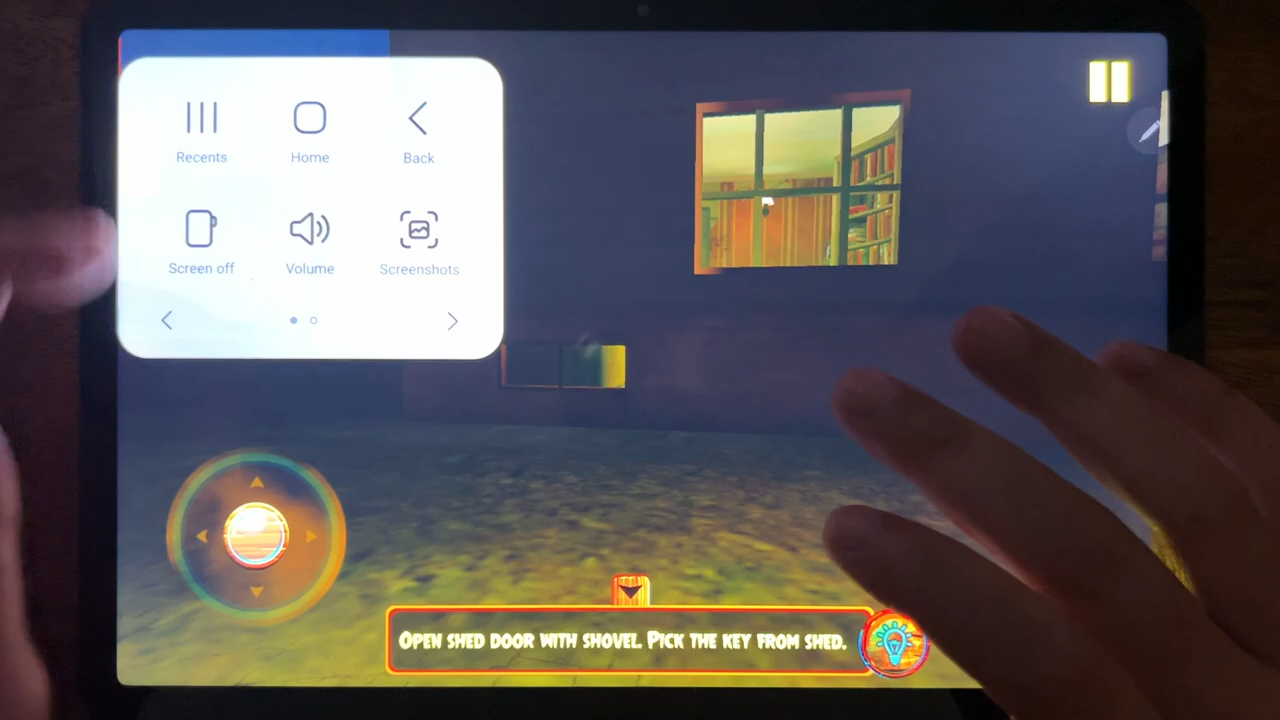 Recents Home Back
Screen off Volume Screenshots
OPEN SHED DOOR WITH SHOVEL. PICK THE KEY FROM SHED.